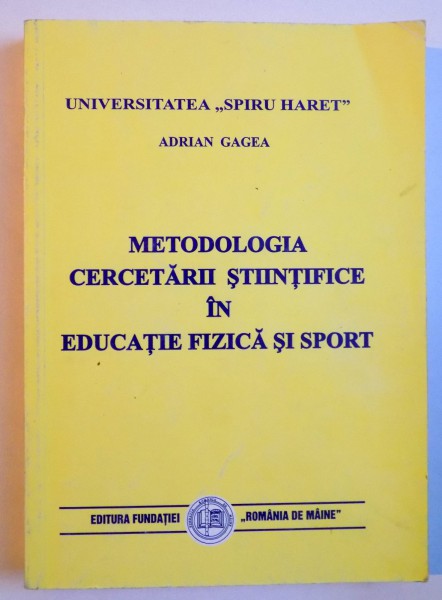 UNIVERSITATEA „SPIRU HARET”
ADRIAN GAGEA
METODOLOGIA
CERCETĂRII ŞTIINŢIFICE
ÎN
EDUCAŢIE FIZICĂ ŞI SPORT
EDITURA FUNDAŢIEI „ROMÂNIA DE MÂINE”